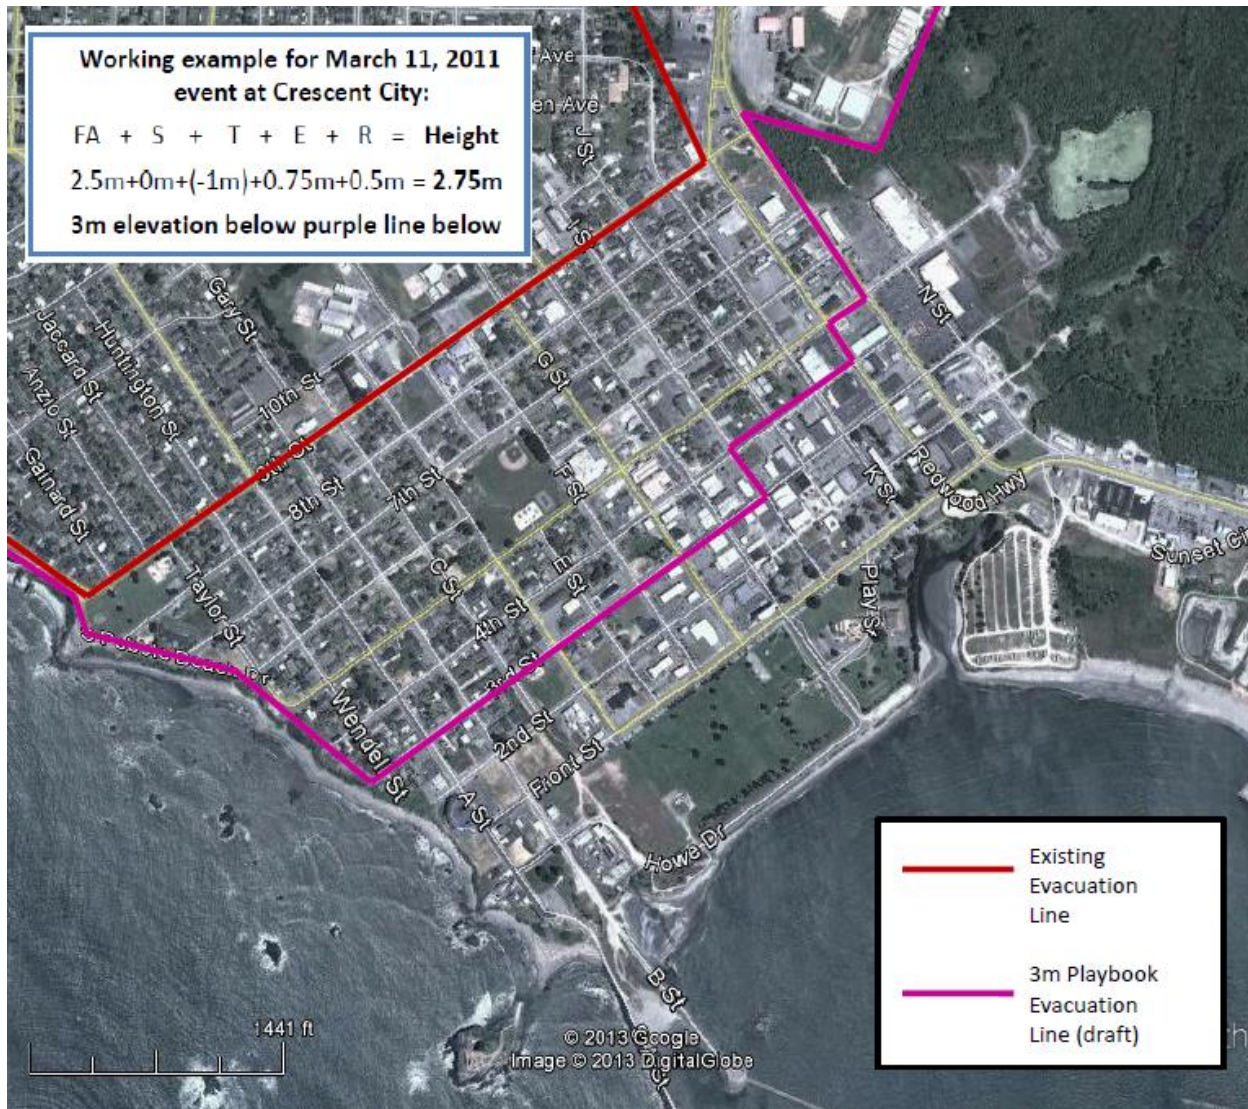 Working example for March 11, 2011
event at Crescent City:
FA + S + T + E + R = Height
2.5m+0m+(-1m)+0.75m+0.5m = 2.75m
3m elevation below purple line below
Ave
en Ave
J St
I St
Gary St
Jaccard St
Huntington St
Anzio St
Gainard St
10th St
9th St
8th St
7th St
G St
F St
N St
K St
Redwood Hwy
Sunset Ci
Play St
Taylor St
C St
4th St
3rd St
2nd St
Front St
Wendel St
A St
Howe Dr
B St
1441 ft
© 2013 Google
Image © 2013 DigitalGlobe
Existing
Evacuation
Line
3m Playbook
Evacuation
Line (draft)